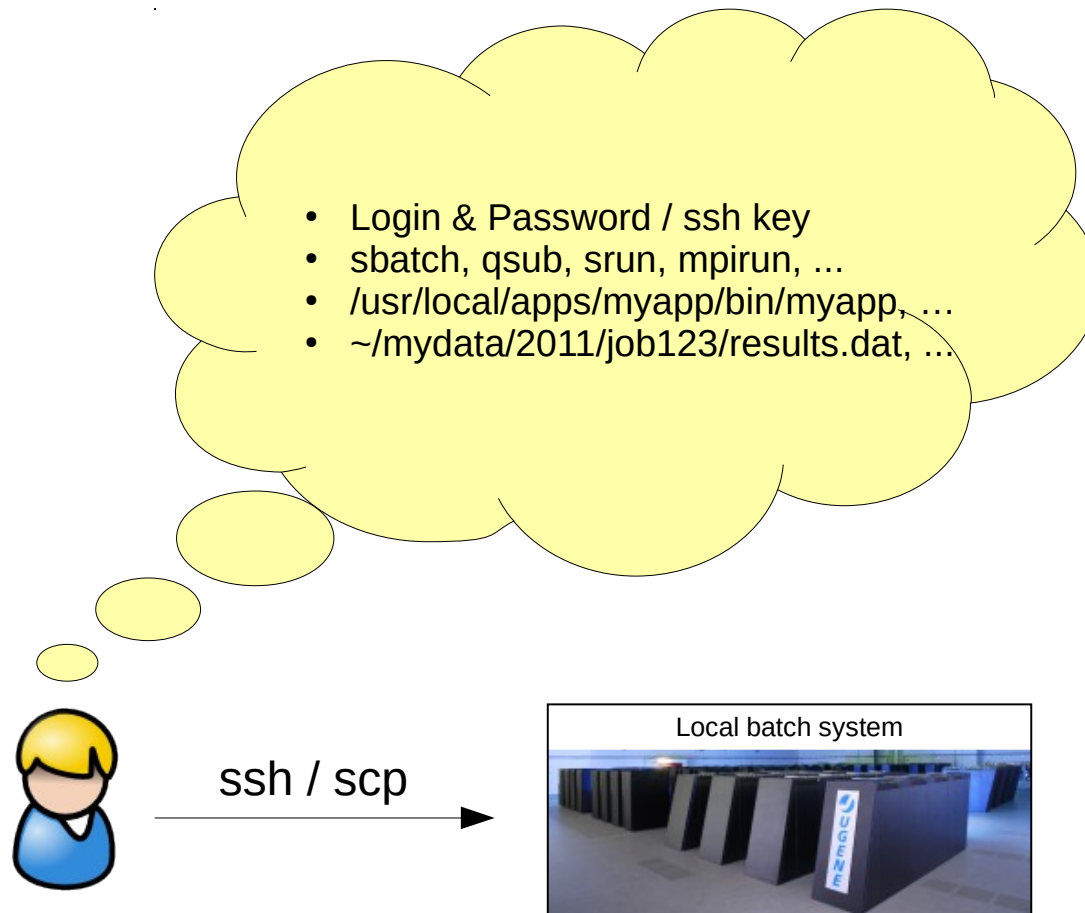 • Login & Password / ssh key
• sbatch, qsub, srun, mpirun, ...
• /usr/local/apps/myapp/bin/myapp, ...
• ~/mydata/2011/job123/results.dat, ...
ssh / scp
Local batch system
JUGENE